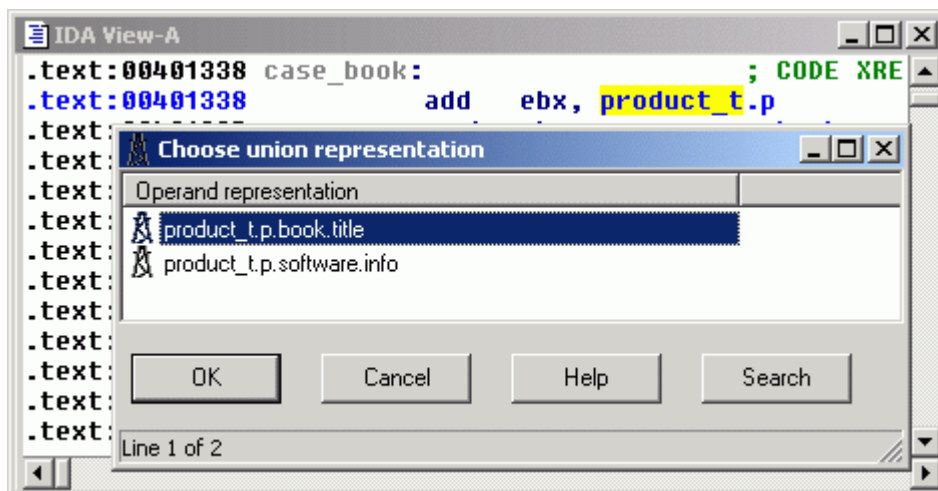 IDA View-A
.text:00401338 case_book: ; CODE XRE
.text:00401338 add ebx, product_t.p
.text:
.text:
.text:
.text:
.text:
.text:
.text:
.text:
.text:
.text:
.text:
Choose union representation
Operand representation
product_t.p.book.title
product_t.p.software.info
OK Cancel Help Search
Line 1 of 2